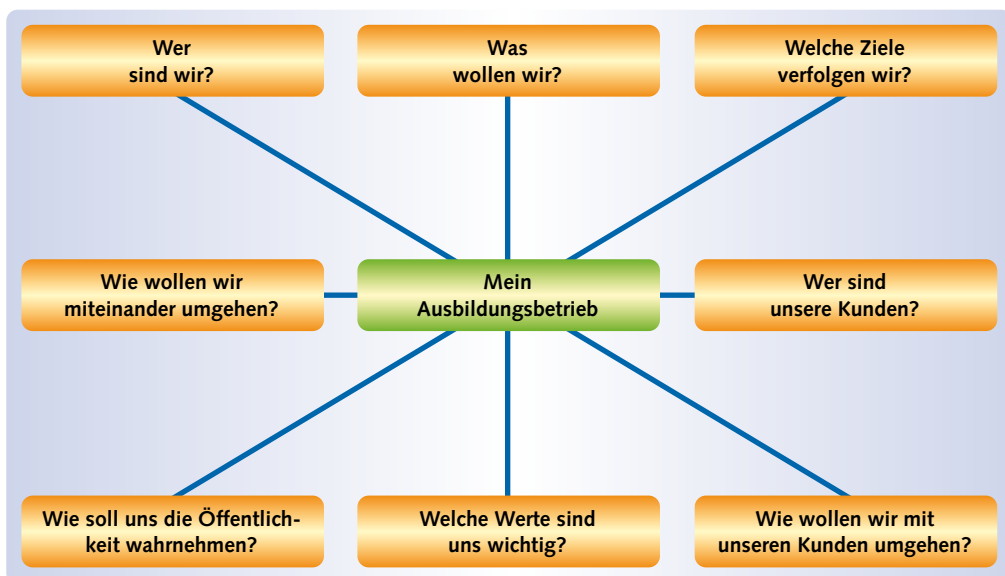 Wer
sind wir?
Was
wollen wir?
Welche Ziele
verfolgen wir?
Wie wollen wir
miteinander umgehen?
Mein
Ausbildungsbetrieb
Wer sind
unsere Kunden?
Wie soll uns die Öffentlich-
keit wahrnehmen?
Welche Werte sind
uns wichtig?
Wie wollen wir mit
unseren Kunden umgehen?